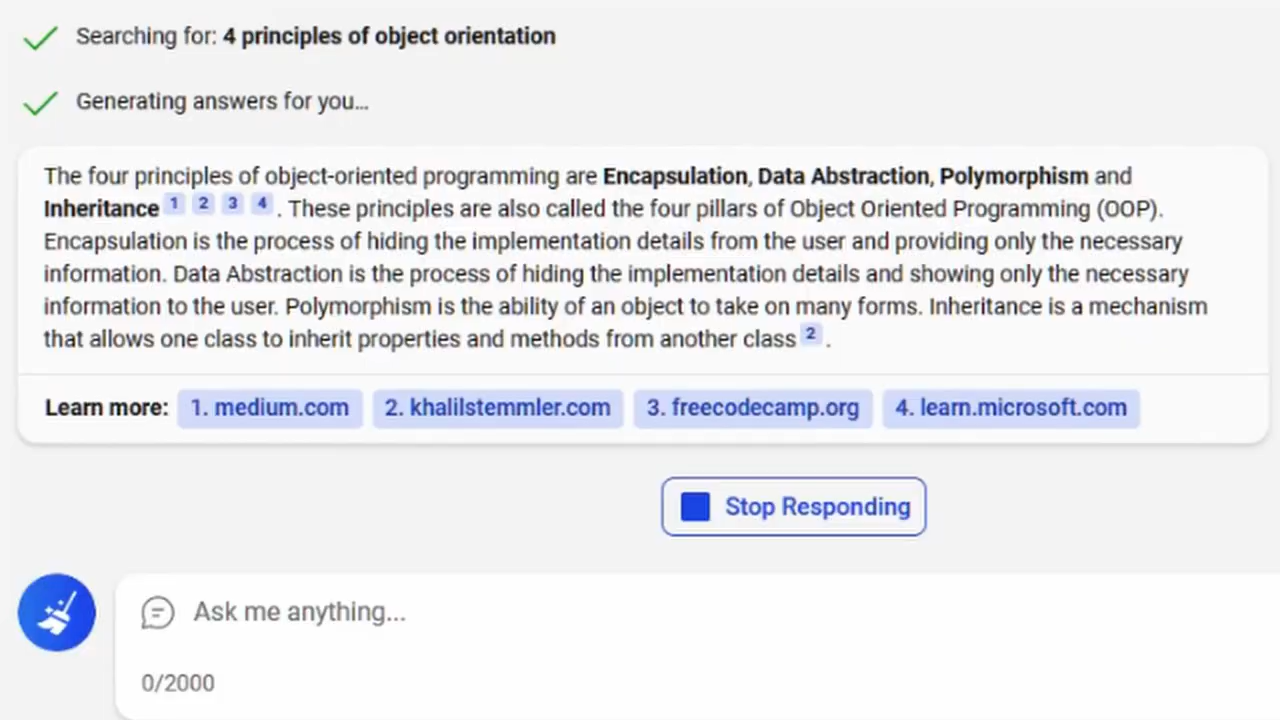 Searching for: 4 principles of object orientation
Generating answers for you...
The four principles of object-oriented programming are Encapsulation, Data Abstraction, Polymorphism and
Inheritance 1 2 3 4 . These principles are also called the four pillars of Object Oriented Programming (OOP).
Encapsulation is the process of hiding the implementation details from the user and providing only the necessary
information. Data Abstraction is the process of hiding the implementation details and showing only the necessary
information to the user. Polymorphism is the ability of an object to take on many forms. Inheritance is a mechanism
that allows one class to inherit properties and methods from another class 2 .
Learn more: 1. medium.com 2. khalilstemmler.com 3. freecodecamp.org 4. learn.microsoft.com
Stop Responding
Ask me anything...
0/2000